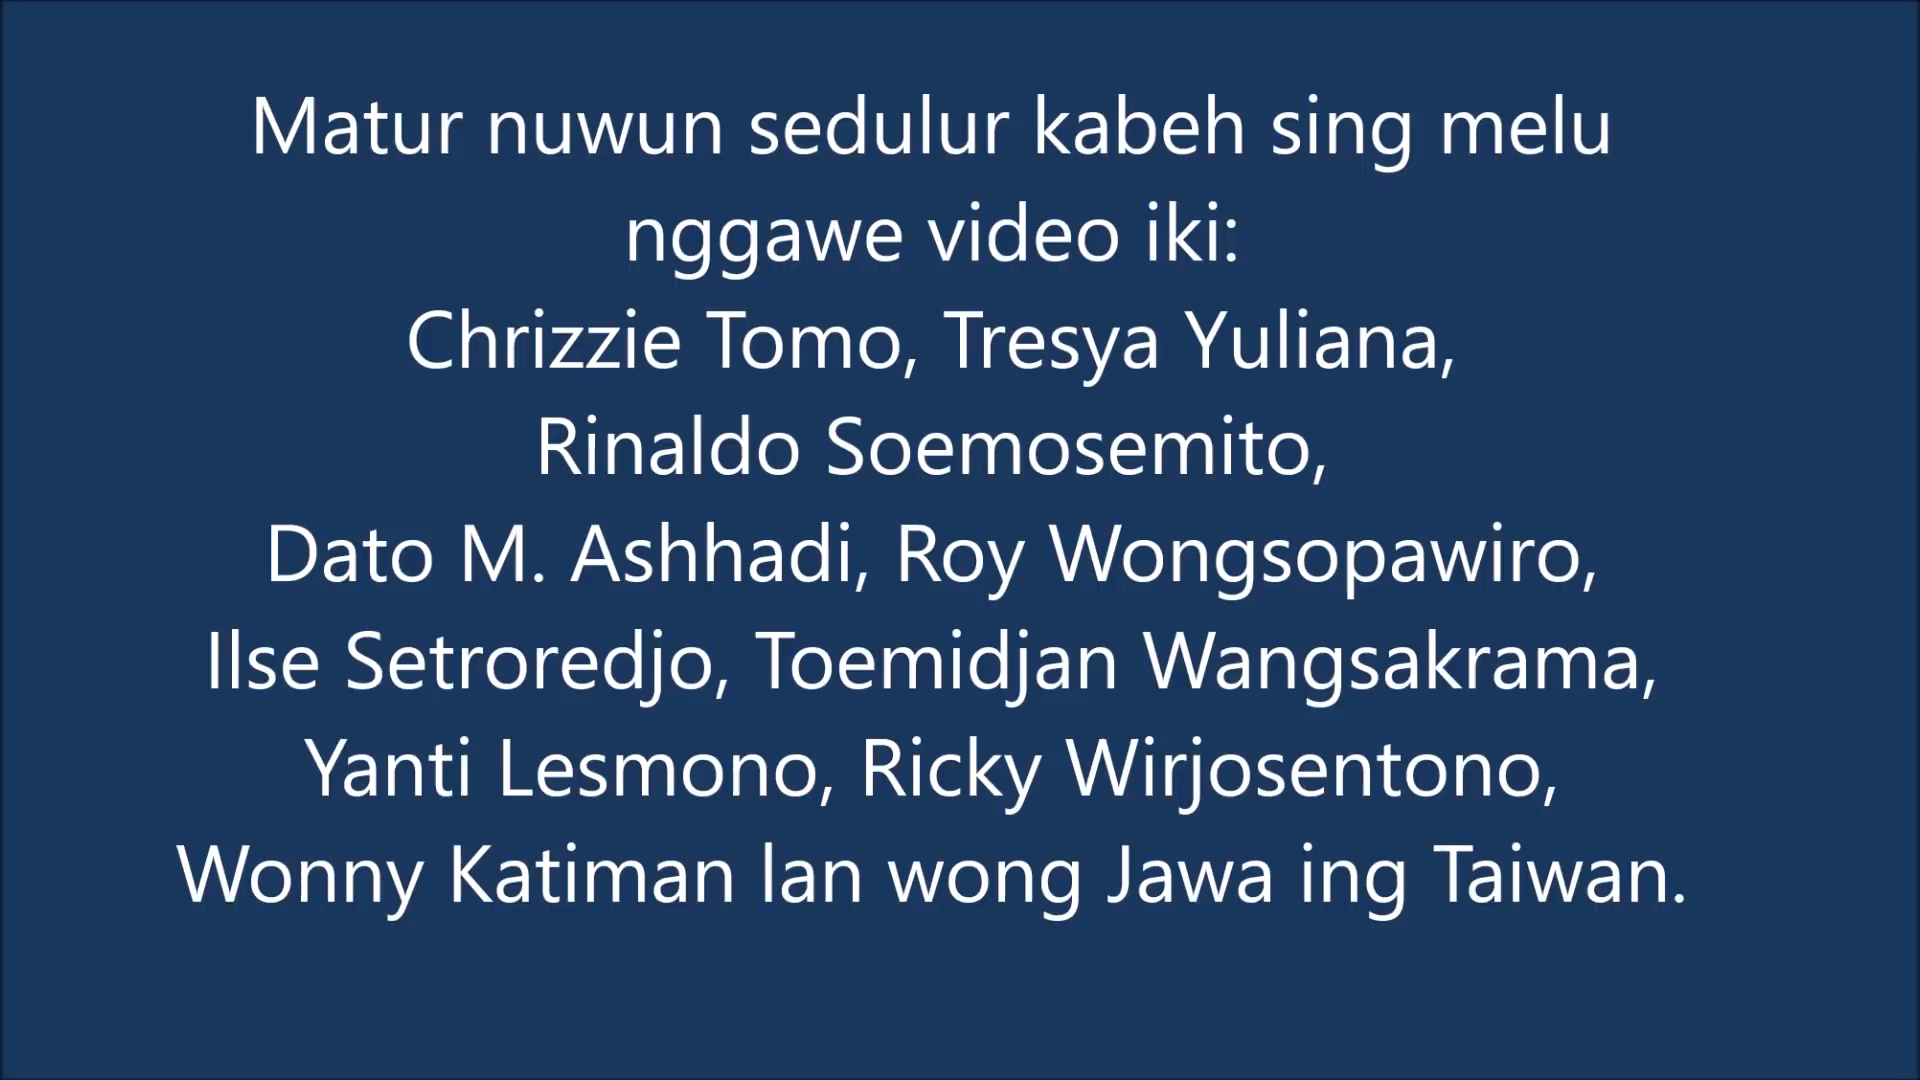 Matur nuwun sedulur kabeh sing melu
nggawe video iki:
Chrizzie Tomo, Tresya Yuliana,
Rinaldo Soemosemito,
Dato M. Ashhadi, Roy Wongsopawiro,
Ilse Setroredjo, Toemidjan Wangsakrama,
Yanti Lesmono, Ricky Wirjosentono,
Wonny Katiman lan wong Jawa ing Taiwan.